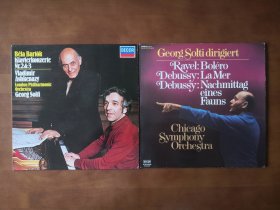 Béla Bartók
Klavierkonzerte
Nr. 2 & 3
Vladimir
Ashkenazy
London Philharmonic
Orchestra
Georg Solti
DECCA
Georg Solti dirigiert
Ravel: Boléro
Debussy: La Mer
Debussy: Nachmittag
eines
Fauns
Chicago
Symphony
Orchestra